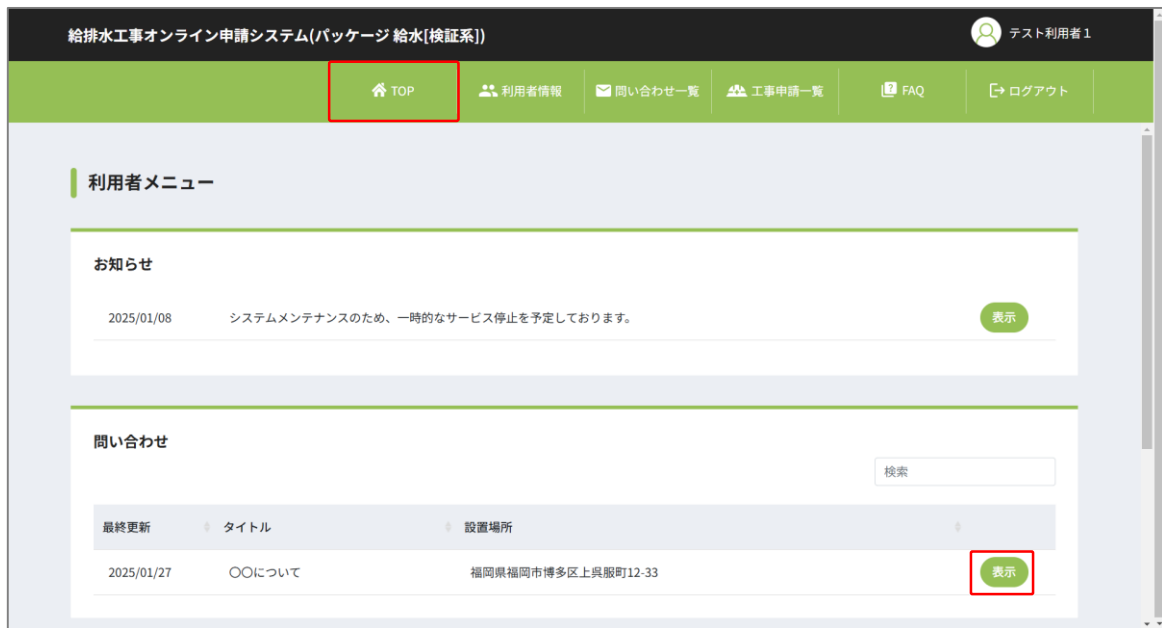 給排水工事オンライン申請システム(パッケージ 給水[検証系])
テスト利用者１
TOP
利用者情報
問い合わせ一覧
工事申請一覧
FAQ
ログアウト
利用者メニュー
お知らせ
2025/01/08 システムメンテナンスのため、一時的なサービス停止を予定しております。 表示
問い合わせ
検索
最終更新 タイトル 設置場所
2025/01/27 〇〇について 福岡県福岡市博多区上呉服町12-33 表示